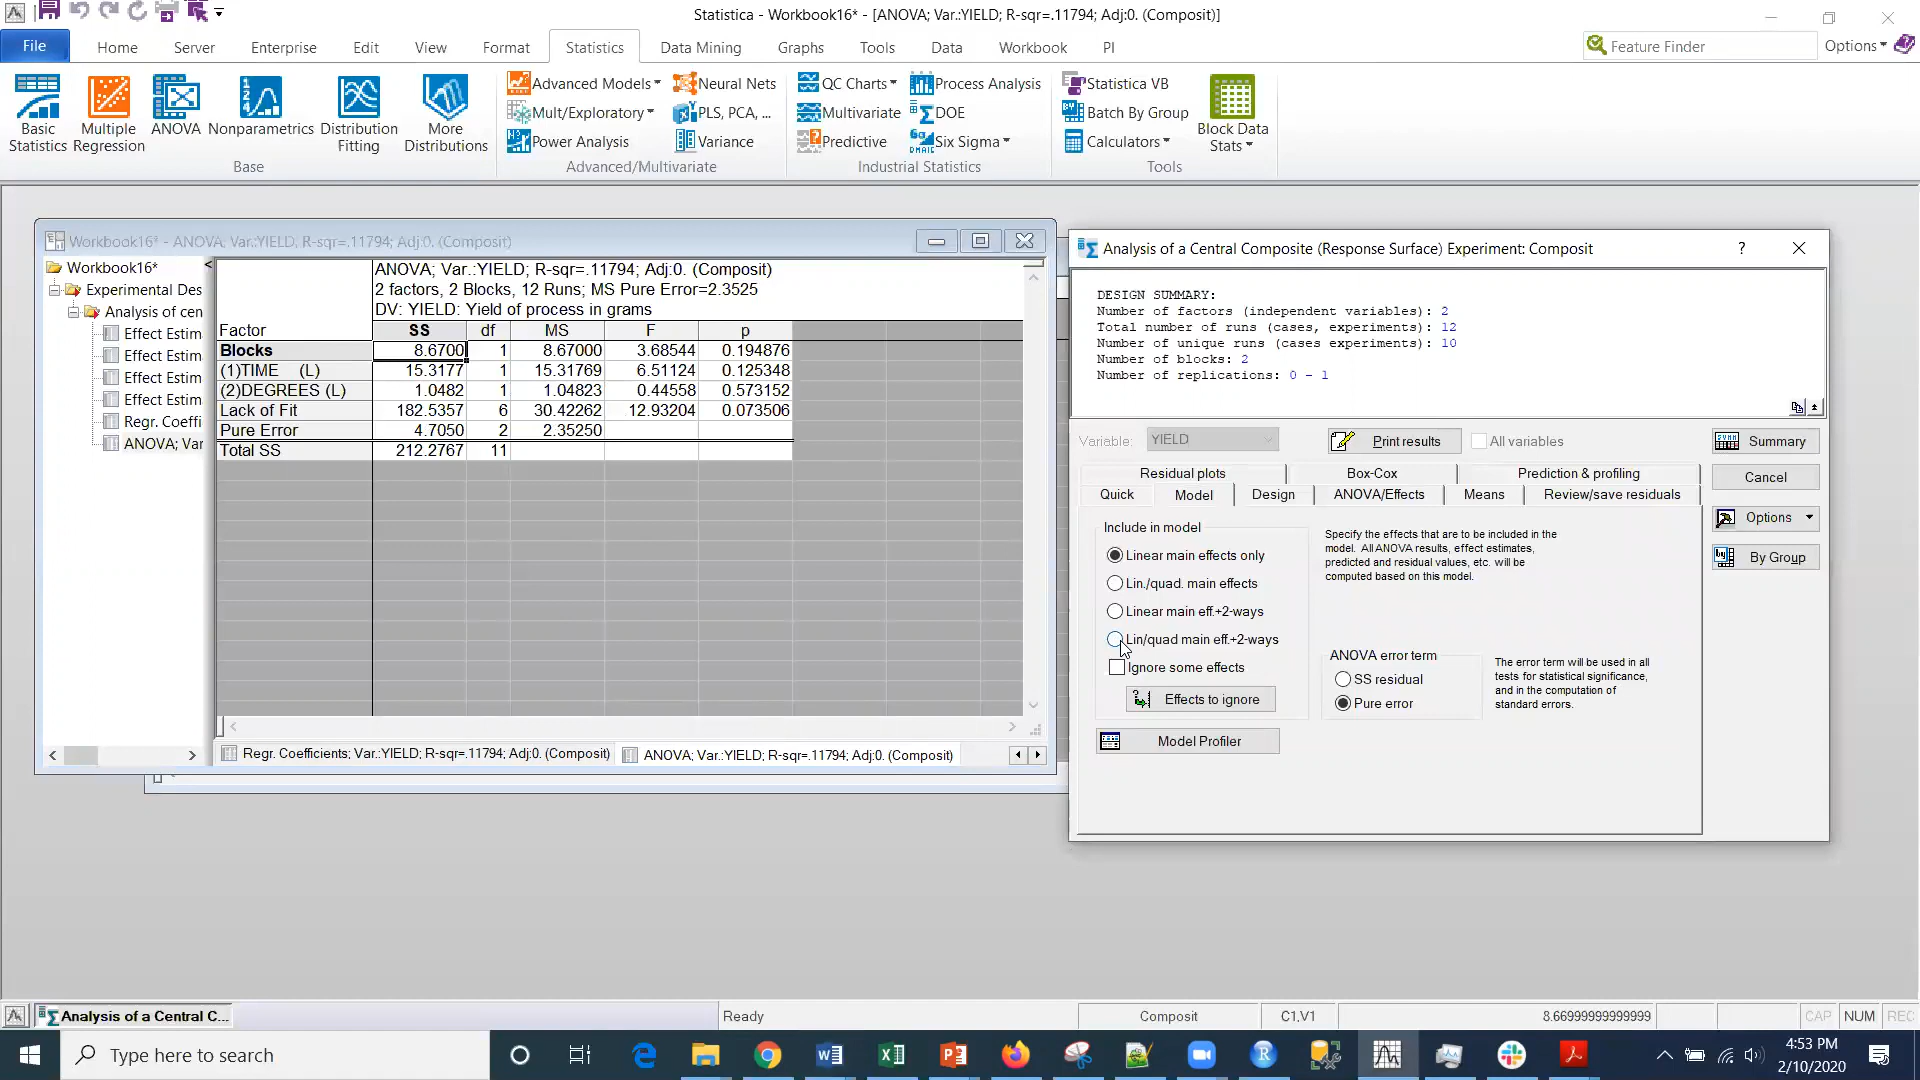 Statistica - Workbook16* - [ANOVA; Var.:YIELD; R-sqr=.11794; Adj:0. (Composit)]
File Home Server Enterprise Edit View Format Statistics Data Mining Graphs Tools Data Workbook PI
Feature Finder
Options
Basic Statistics
Multiple Regression
ANOVA
Nonparametrics
Distribution Fitting
More Distributions
Base
Advanced Models
Neural Nets
Mult/Exploratory
PLS, PCA, ...
Power Analysis
Variance
Advanced/Multivariate
QC Charts
Process Analysis
Multivariate
DOE
Predictive
Six Sigma
Industrial Statistics
Statistica VB
Batch By Group
Calculators
Block Data Stats
Tools
Workbook16* - ANOVA; Var.:YIELD; R-sqr=.11794; Adj:0. (Composit)
Workbook16*
Experimental Des
Analysis of cen
Effect Estim
Effect Estim
Effect Estim
Effect Estim
Regr. Coeffi
ANOVA; Var
ANOVA; Var.:YIELD; R-sqr=.11794; Adj:0. (Composit)
2 factors, 2 Blocks, 12 Runs; MS Pure Error=2.3525
DV: YIELD: Yield of process in grams
Factor SS df MS F p
Blocks 8.6700 1 8.67000 3.68544 0.194876
(1)TIME (L) 15.3177 1 15.31769 6.51124 0.125348
(2)DEGREES (L) 1.0482 1 1.04823 0.44558 0.573152
Lack of Fit 182.5357 6 30.42262 12.93204 0.073506
Pure Error 4.7050 2 2.35250
Total SS 212.2767 11
Regr. Coefficients; Var.:YIELD; R-sqr=.11794; Adj:0. (Composit)
ANOVA; Var.:YIELD; R-sqr=.11794; Adj:0. (Composit)
Analysis of a Central Composite (Response Surface) Experiment: Composit
?
DESIGN SUMMARY:
Number of factors (independent variables): 2
Total number of runs (cases, experiments): 12
Number of unique runs (cases experiments): 10
Number of blocks: 2
Number of replications: 0 - 1
Variable: YIELD
Print results
All variables
Summary
Cancel
Options
By Group
Residual plots Box-Cox Prediction & profiling
Quick Model Design ANOVA/Effects Means Review/save residuals
Include in model
Linear main effects only
Lin./quad. main effects
Linear main eff.+2-ways
Lin/quad main eff.+2-ways
Ignore some effects
Effects to ignore
Model Profiler
Specify the effects that are to be included in the
model. All ANOVA results, effect estimates,
predicted and residual values, etc. will be
computed based on this model.
ANOVA error term
SS residual
Pure error
The error term will be used in all
tests for statistical significance,
and in the computation of
standard errors.
Analysis of a Central C...
Ready
Composit
C1,V1
8.66999999999999
CAP NUM REC
Type here to search
4:53 PM
2/10/2020